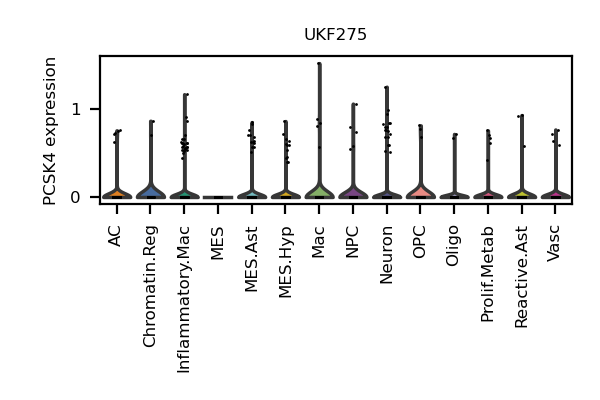 UKF275
PCSK4 expression
1
0
AC
Chromatin.Reg
Inflammatory.Mac
MES
MES.Ast
MES.Hyp
Mac
NPC
Neuron
OPC
Oligo
Prolif.Metab
Reactive.Ast
Vasc